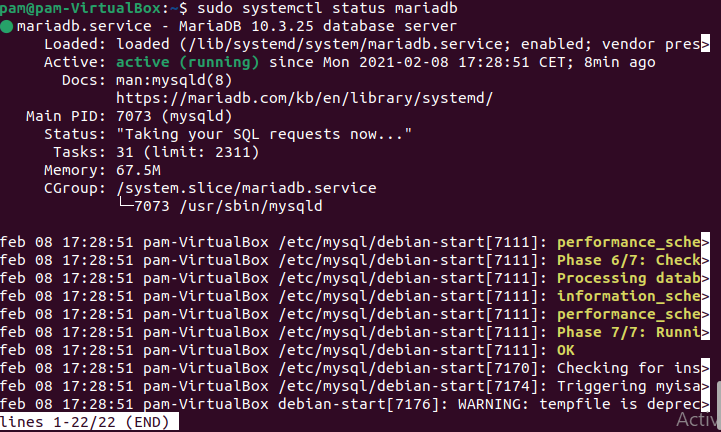 pam@pam-VirtualBox:~$ sudo systemctl status mariadb
● mariadb.service - MariaDB 10.3.25 database server
     Loaded: loaded (/lib/systemd/system/mariadb.service; enabled; vendor pres>
     Active: active (running) since Mon 2021-02-08 17:28:51 CET; 8min ago
       Docs: man:mysqld(8)
             https://mariadb.com/kb/en/library/systemd/
   Main PID: 7073 (mysqld)
     Status: "Taking your SQL requests now..."
      Tasks: 31 (limit: 2311)
     Memory: 67.5M
     CGroup: /system.slice/mariadb.service
             └─7073 /usr/sbin/mysqld

feb 08 17:28:51 pam-VirtualBox /etc/mysql/debian-start[7111]: performance_sche>
feb 08 17:28:51 pam-VirtualBox /etc/mysql/debian-start[7111]: Phase 6/7: Check>
feb 08 17:28:51 pam-VirtualBox /etc/mysql/debian-start[7111]: Processing datab>
feb 08 17:28:51 pam-VirtualBox /etc/mysql/debian-start[7111]: information_sche>
feb 08 17:28:51 pam-VirtualBox /etc/mysql/debian-start[7111]: performance_sche>
feb 08 17:28:51 pam-VirtualBox /etc/mysql/debian-start[7111]: Phase 7/7: Runni>
feb 08 17:28:51 pam-VirtualBox /etc/mysql/debian-start[7111]: OK
feb 08 17:28:51 pam-VirtualBox /etc/mysql/debian-start[7170]: Checking for ins>
feb 08 17:28:51 pam-VirtualBox /etc/mysql/debian-start[7174]: Triggering myisa>
feb 08 17:28:51 pam-VirtualBox debian-start[7176]: WARNING: tempfile is deprec>
lines 1-22/22 (END)
Activ